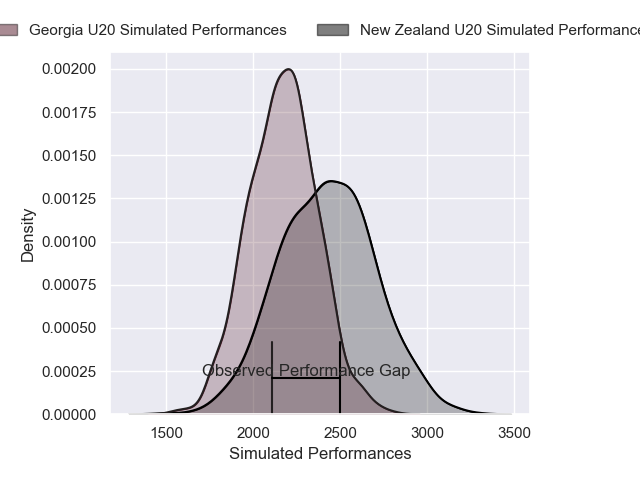 Georgia U20 Simulated Performances
New Zealand U20 Simulated Performance
0.00200
0.00175
0.00150
0.00125
0.00100
0.00075
0.00050
0.00025
0.00000
Density
Observed Performance Gap
1500 2000 2500 3000 3500
Simulated Performances